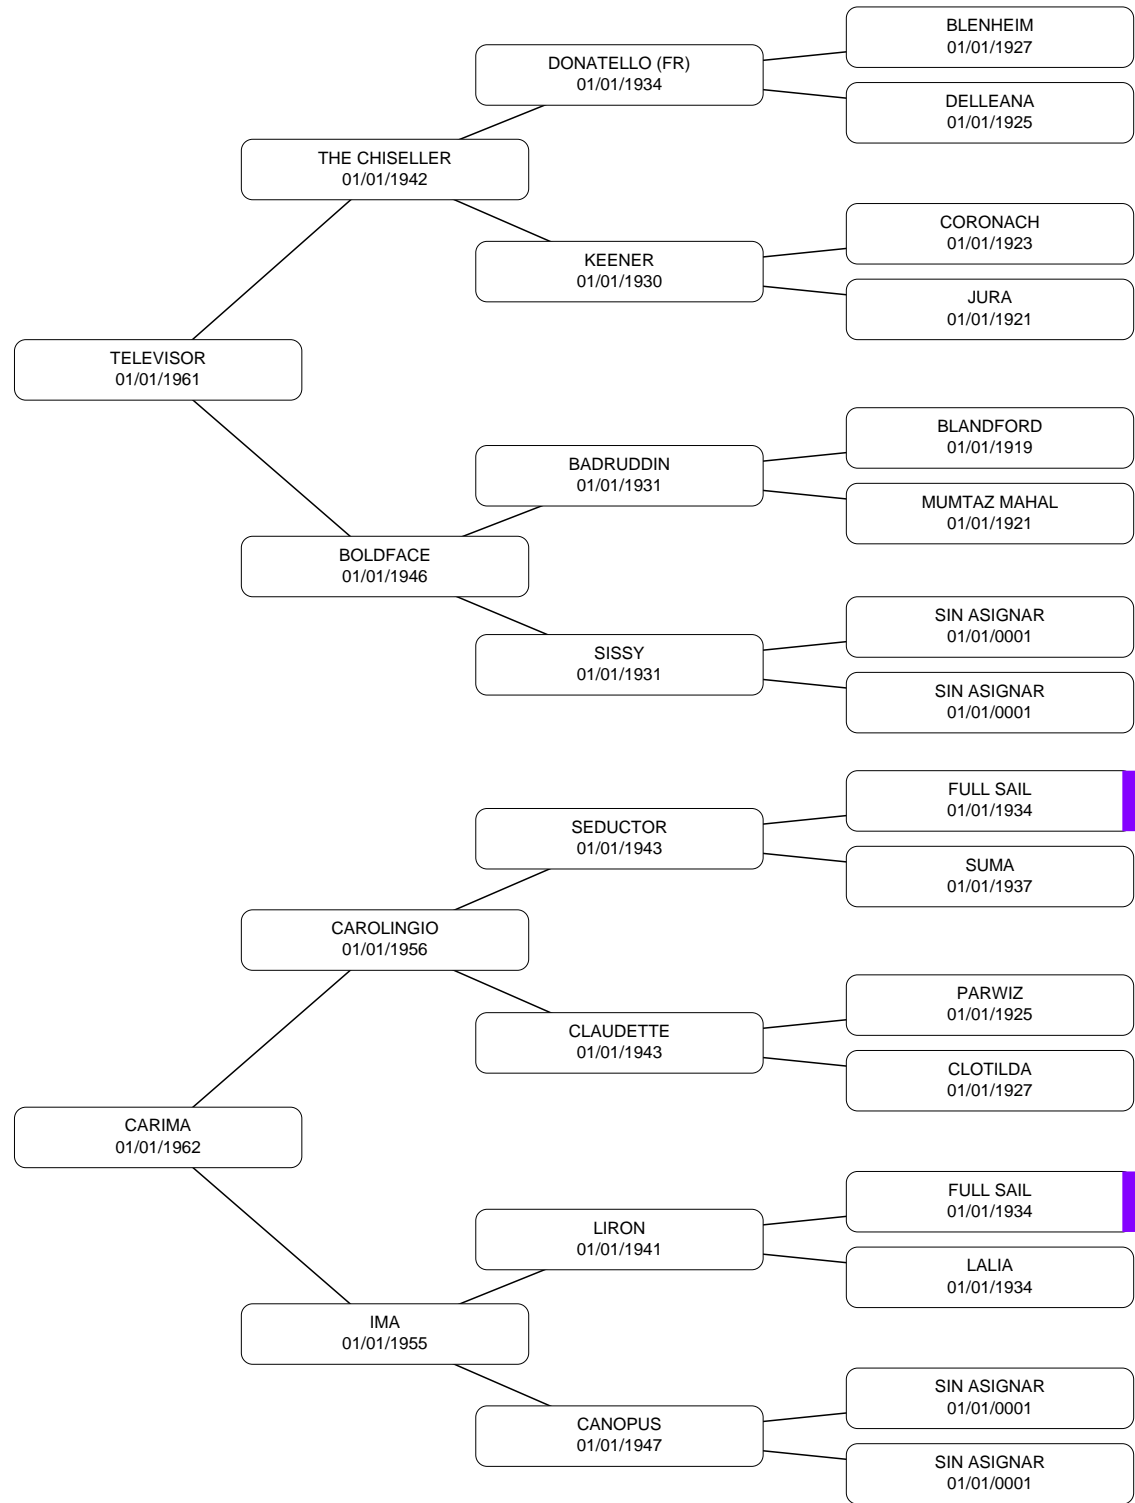 BLENHEIM
01/01/1927
DONATELLO (FR)
01/01/1934
DELLEANA
01/01/1925
THE CHISELLER
01/01/1942
CORONACH
01/01/1923
KEENER
01/01/1930
JURA
01/01/1921
TELEVISOR
01/01/1961
BLANDFORD
01/01/1919
BADRUDDIN
01/01/1931
MUMTAZ MAHAL
01/01/1921
BOLDFACE
01/01/1946
SIN ASIGNAR
01/01/0001
SISSY
01/01/1931
SIN ASIGNAR
01/01/0001
FULL SAIL
01/01/1934
SEDUCTOR
01/01/1943
SUMA
01/01/1937
CAROLINGIO
01/01/1956
PARWIZ
01/01/1925
CLAUDETTE
01/01/1943
CLOTILDA
01/01/1927
CARIMA
01/01/1962
FULL SAIL
01/01/1934
LIRON
01/01/1941
LALIA
01/01/1934
IMA
01/01/1955
SIN ASIGNAR
01/01/0001
CANOPUS
01/01/1947
SIN ASIGNAR
01/01/0001